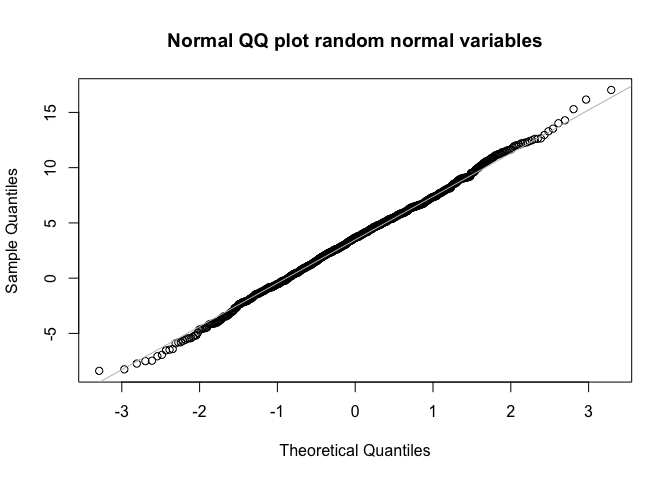 Normal QQ plot random normal variables
Sample Quantiles
15
10
5
0
-5
-3 -2 -1 0 1 2 3
Theoretical Quantiles